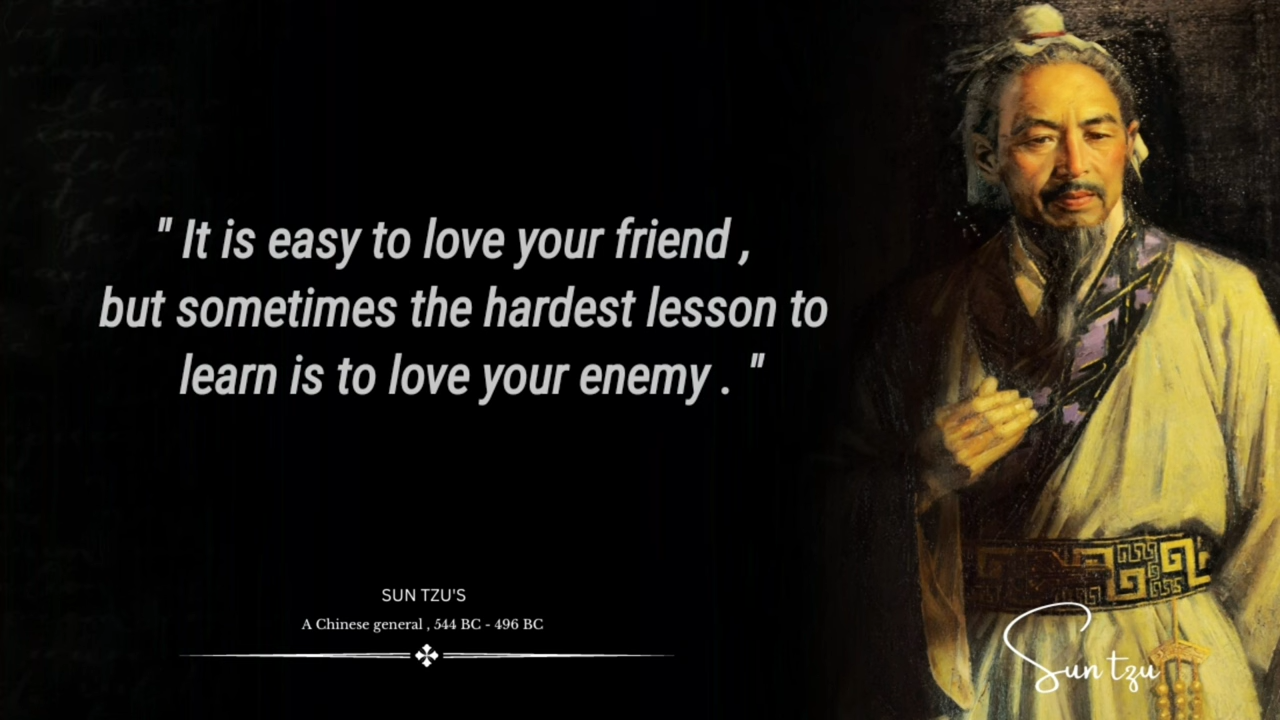 " It is easy to love your friend ,
but sometimes the hardest lesson to
learn is to love your enemy . "
SUN TZU'S
A Chinese general , 544 BC - 496 BC
Sun tzu